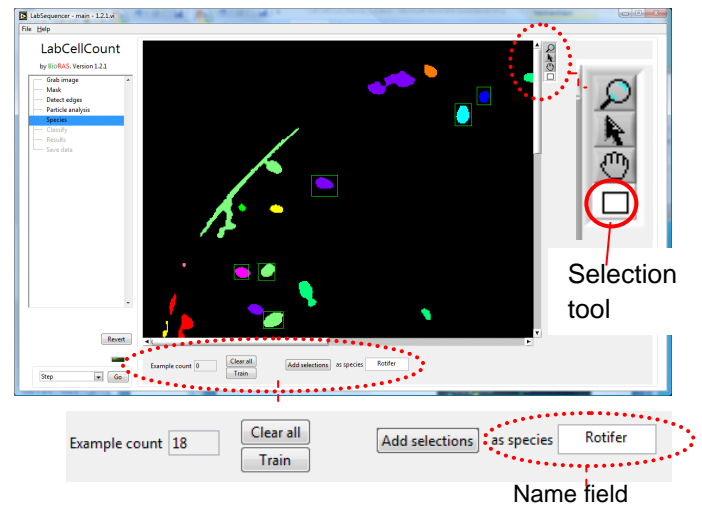 LabSequencer - main - 1.2.1.vi
File Help
LabCellCount
by BioRAS. Version 1.2.1
Grab image
Mask
Detect edges
Particle analysis
Species
Classify
Results
Save data
Revert
Step Go
Example count 0 Clear all Train Add selections as species Rotifer
Selection
tool
Example count 18 Clear all Train Add selections as species Rotifer
Name field